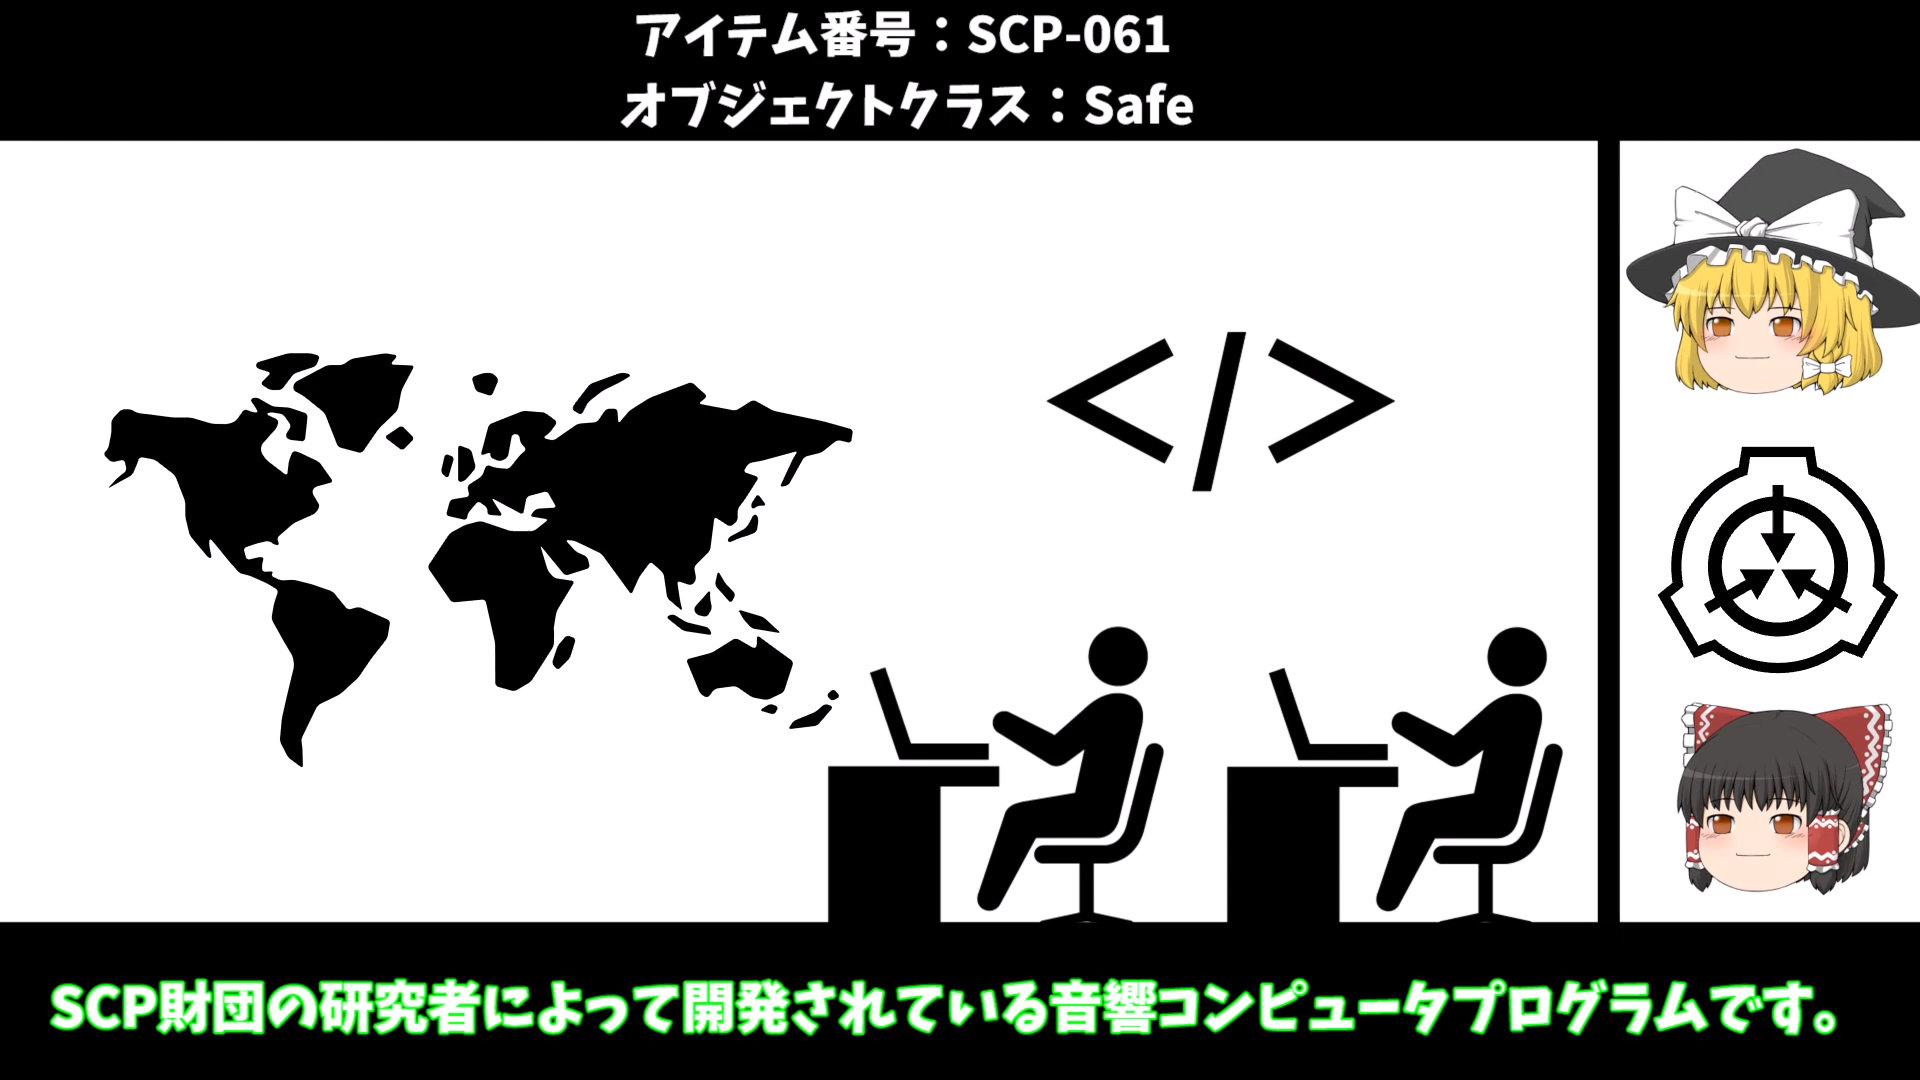 アイテム番号：SCP-061
オブジェクトクラス：Safe
</>
SCP財団の研究者によって開発されている音響コンピュータプログラムです。